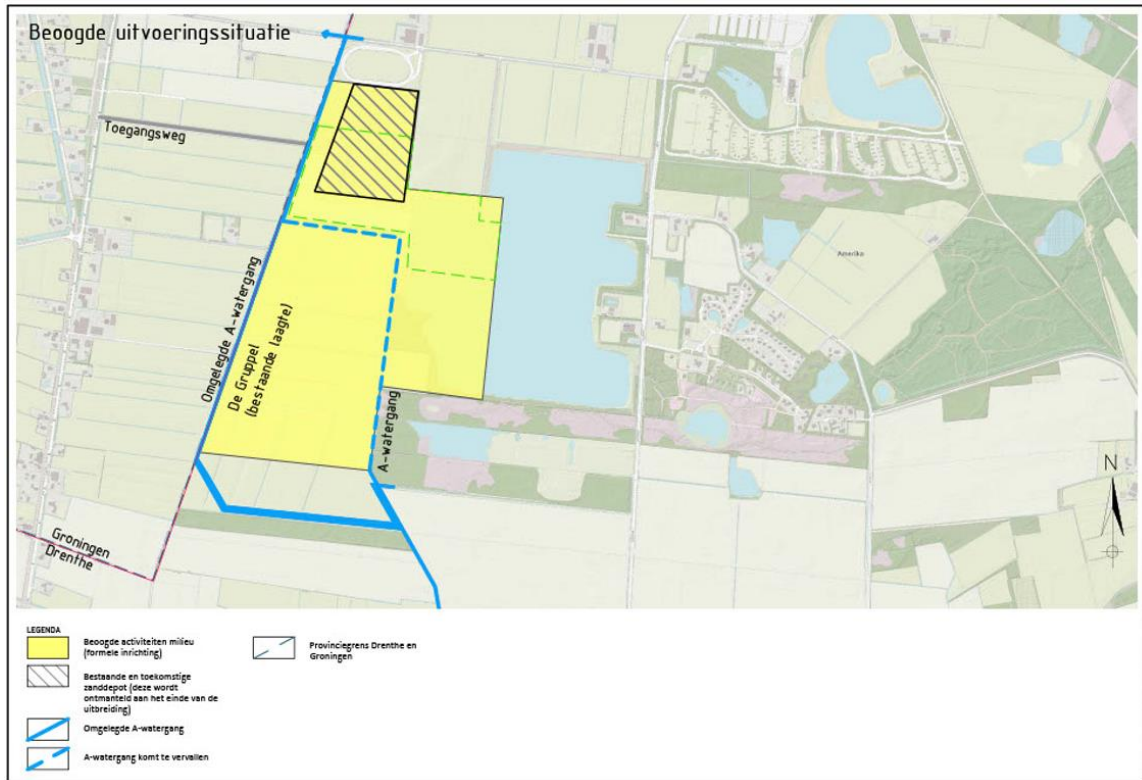 Beoogde uitvoeringssituatie
Toegangsweg
Omgelegde A-watergang
De Gruppel
(bestaande laagte)
A-watergang
Amerika
N
Groningen
Drenthe
LEGENDA
Beoogde activiteiten milieu
(formele inrichting)
Bestaande en toekomstige
zanddepot (deze wordt
ontmanteld aan het einde van de
uitbreiding)
Omgelegde A-watergang
A-watergang komt te vervallen
Provinciegrens Drenthe en
Groningen